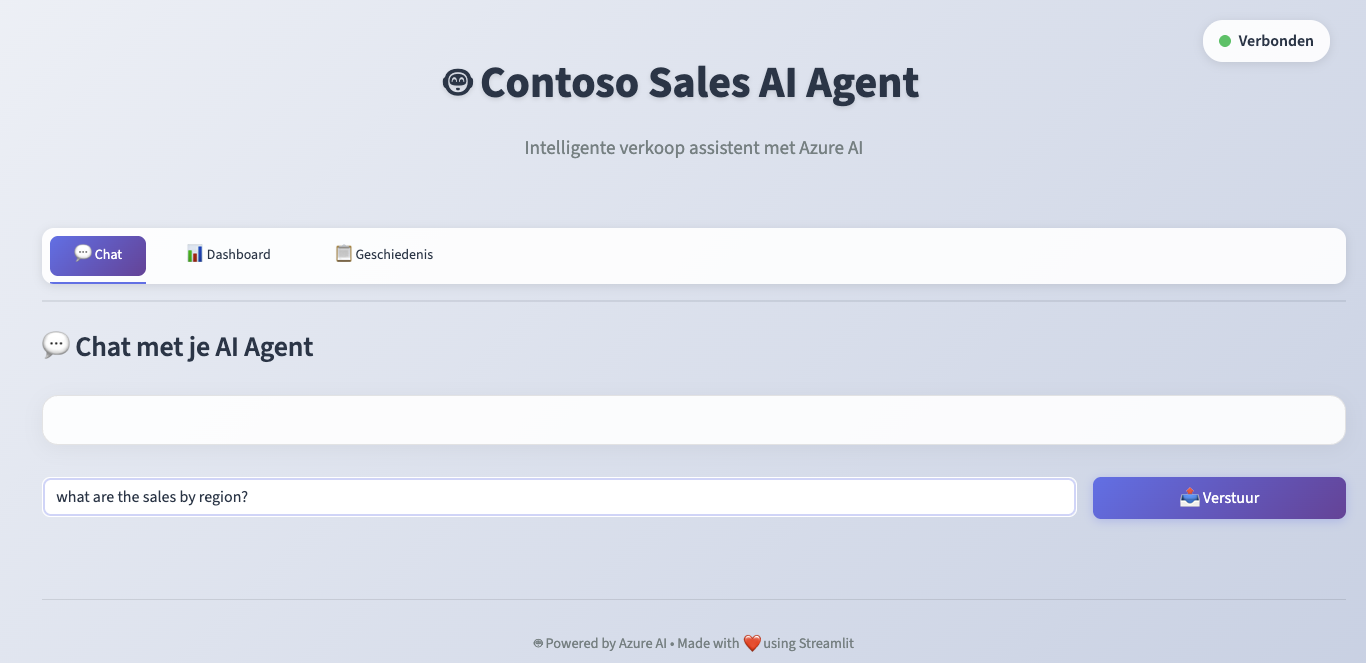 Verbonden
Contoso Sales AI Agent
Intelligente verkoop assistent met Azure AI
Chat
Dashboard
Geschiedenis
Chat met je AI Agent
what are the sales by region?
Verstuur
Powered by Azure AI • Made with ❤️ using Streamlit